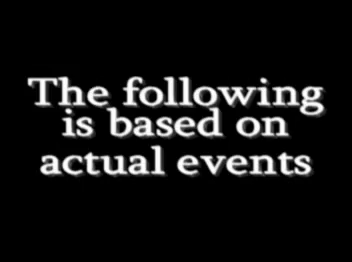 The following
is based on
actual events